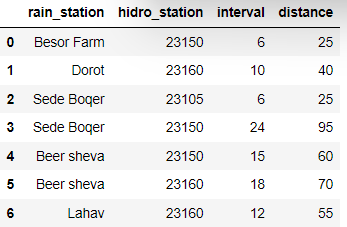 rain_station hidro_station interval distance
0 Besor Farm 23150 6 25
1 Dorot 23160 10 40
2 Sede Boqer 23105 6 25
3 Sede Boqer 23150 24 95
4 Beer sheva 23150 15 60
5 Beer sheva 23160 18 70
6 Lahav 23160 12 55